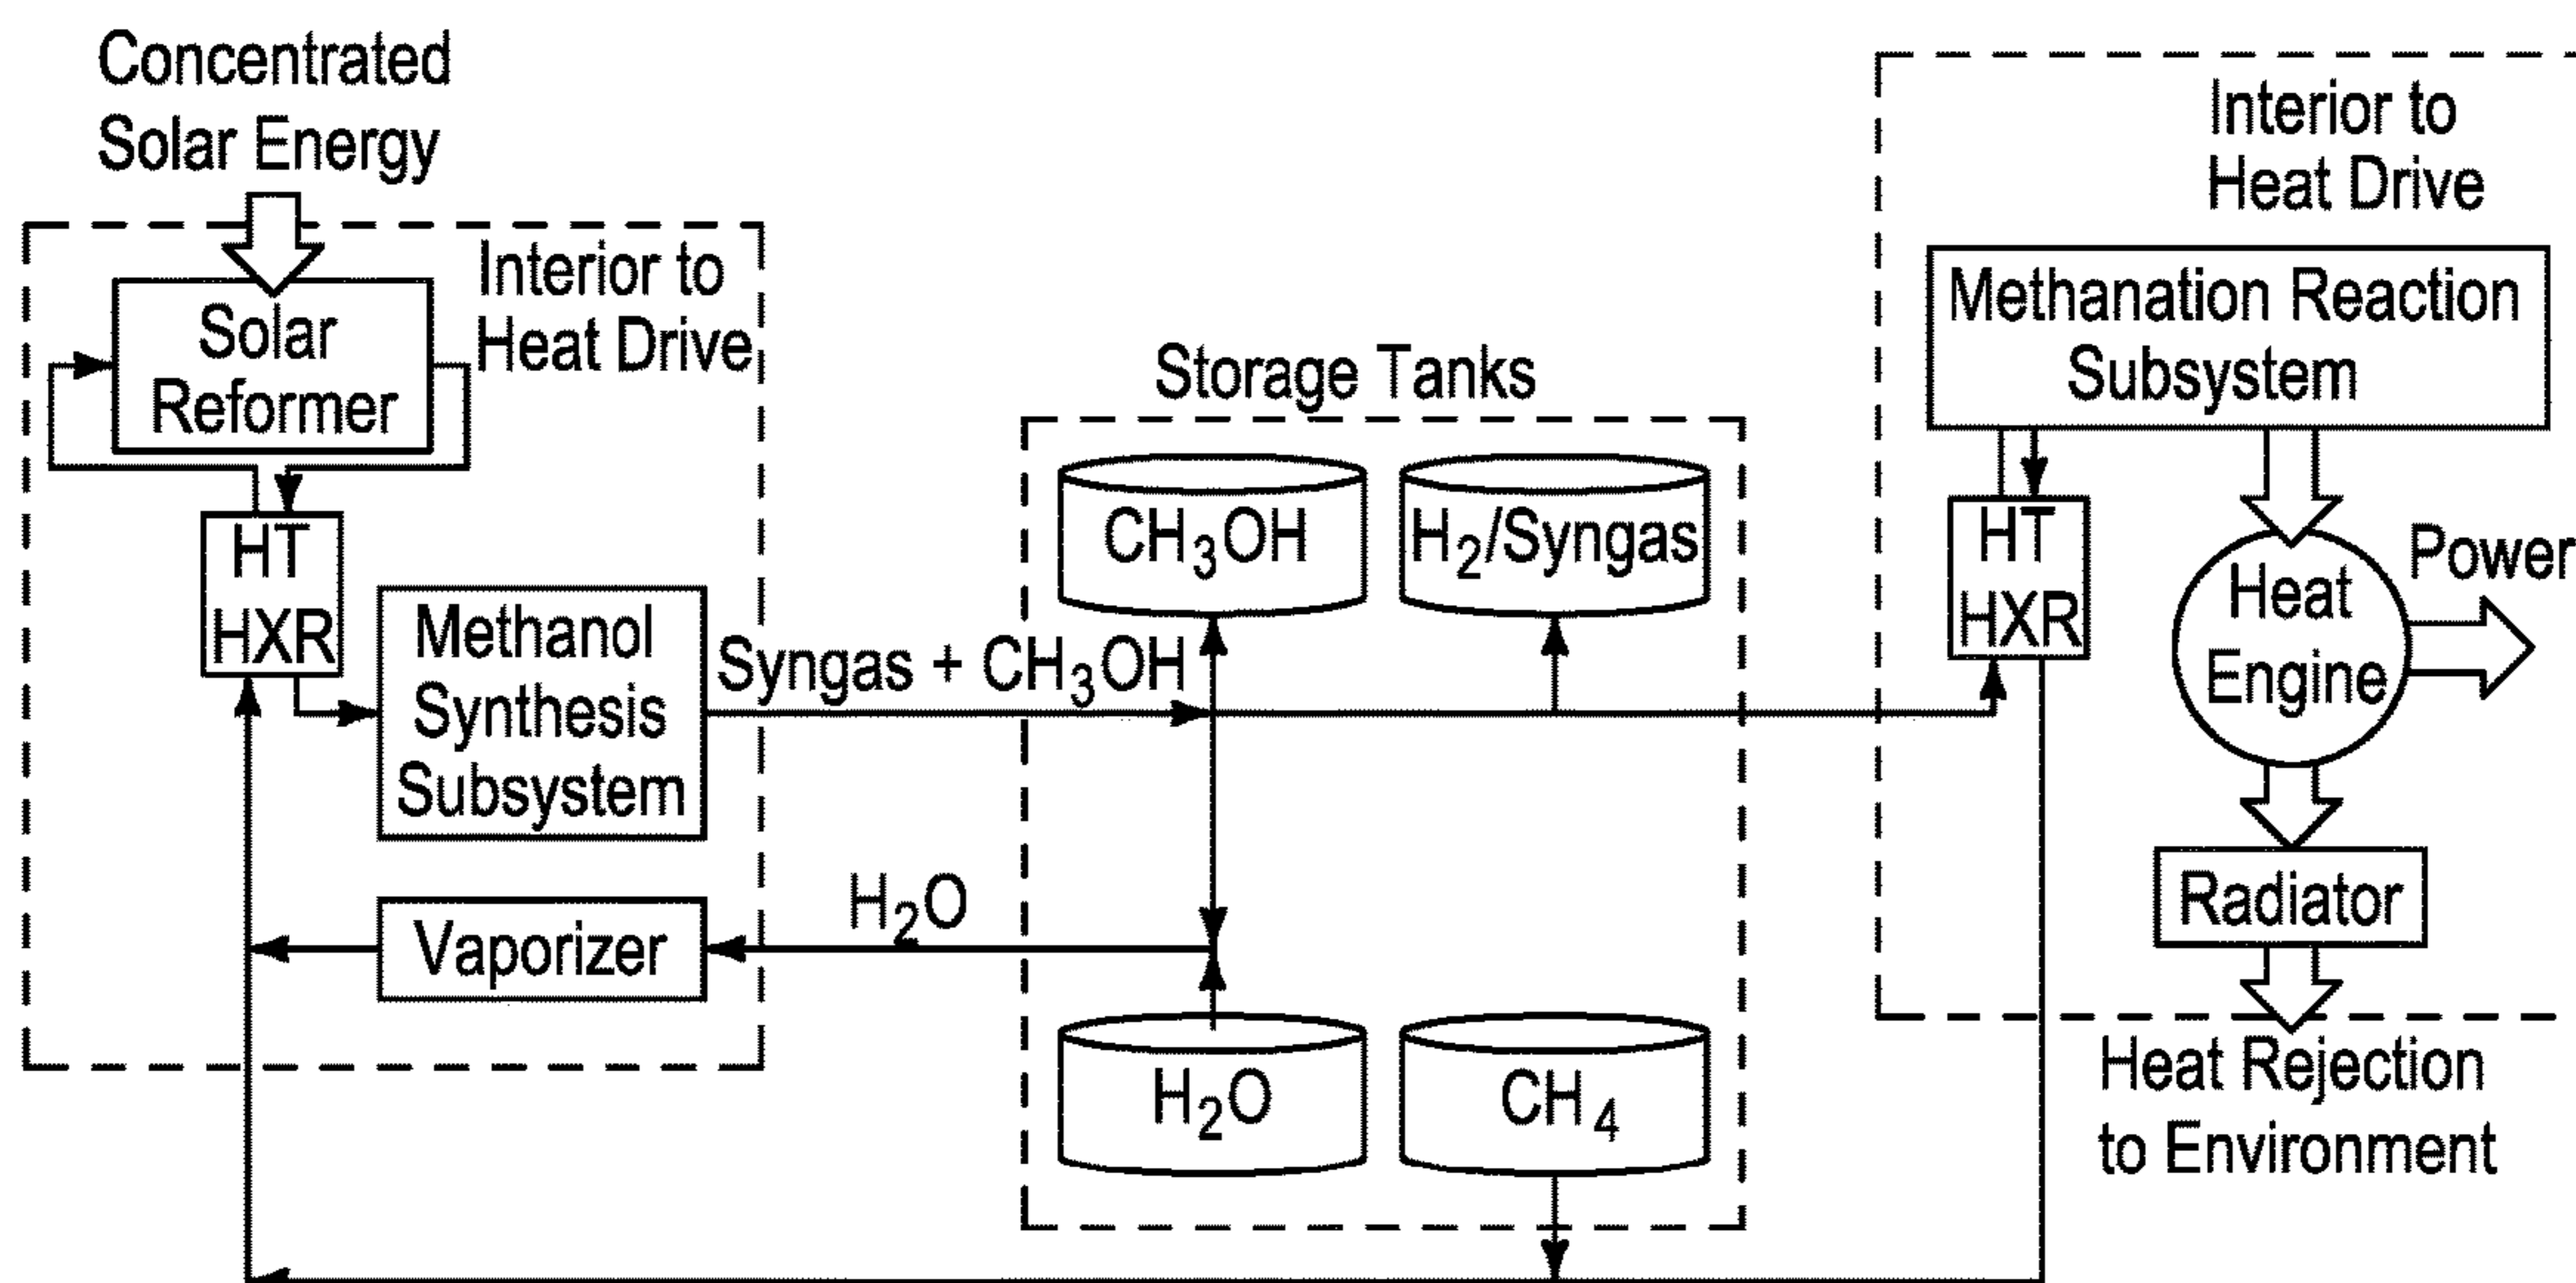 Concentrated
Solar Energy
Interior to
Heat Drive
Solar
Reformer
HT
HXR
Methanol
Synthesis
Subsystem
Syngas + CH₃OH
Vaporizer
H₂O
Storage Tanks
CH₃OH
H₂/Syngas
H₂O
CH₄
Interior to
Heat Drive
Methanation Reaction
Subsystem
HT
HXR
Heat
Engine
Power
Radiator
Heat Rejection
to Environment